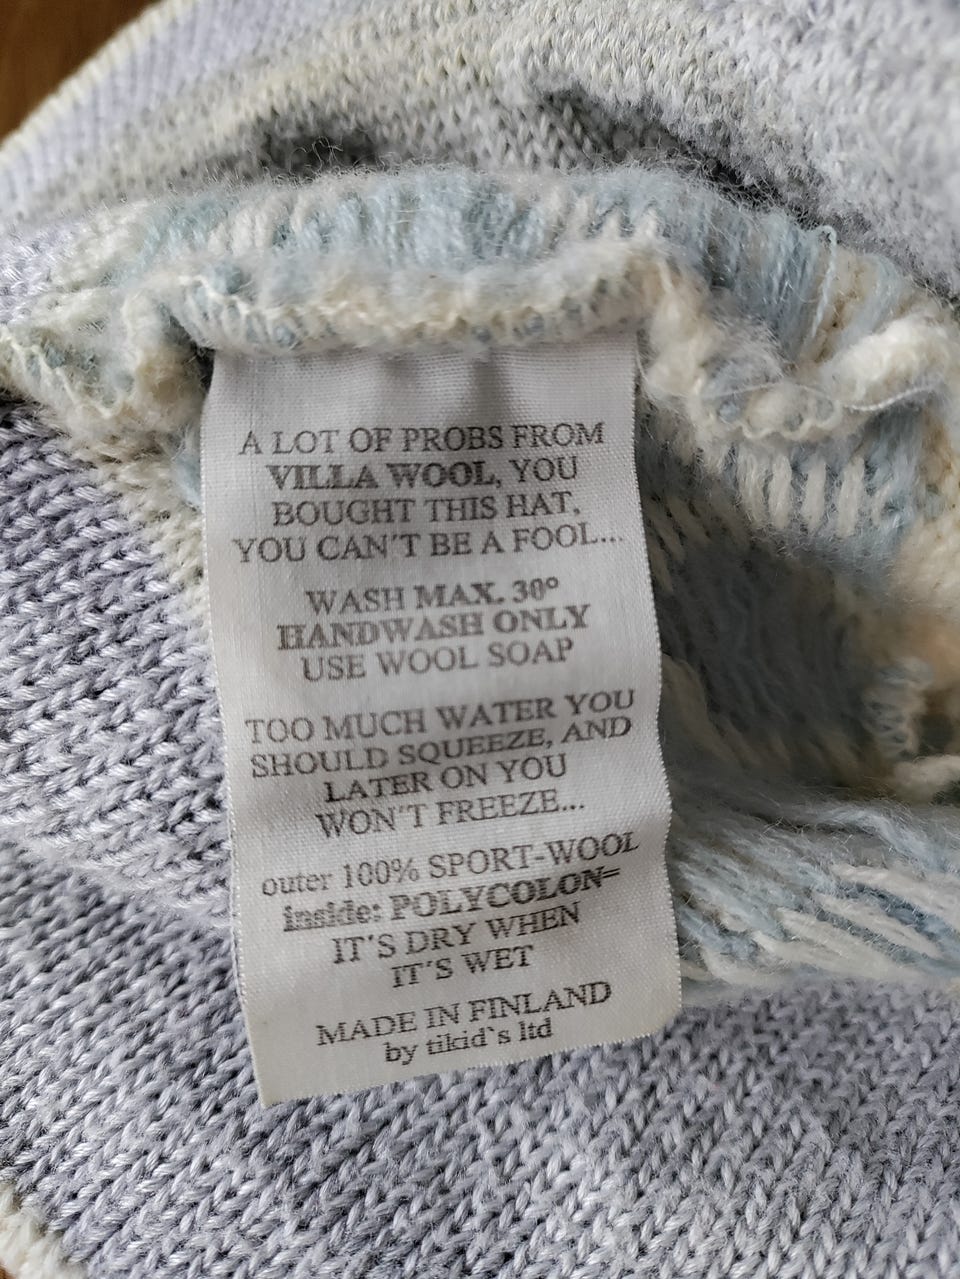 A LOT OF PROBS FROM
VILLA WOOL, YOU
BOUGHT THIS HAT.
YOU CAN'T BE A FOOL...
WASH MAX. 30°
HANDWASH ONLY
USE WOOL SOAP
TOO MUCH WATER YOU
SHOULD SQUEEZE, AND
LATER ON YOU
WON'T FREEZE...
outer 100% SPORT-WOOL
inside: POLYCOLON=
IT'S DRY WHEN
IT'S WET
MADE IN FINLAND
by tikid`s ltd